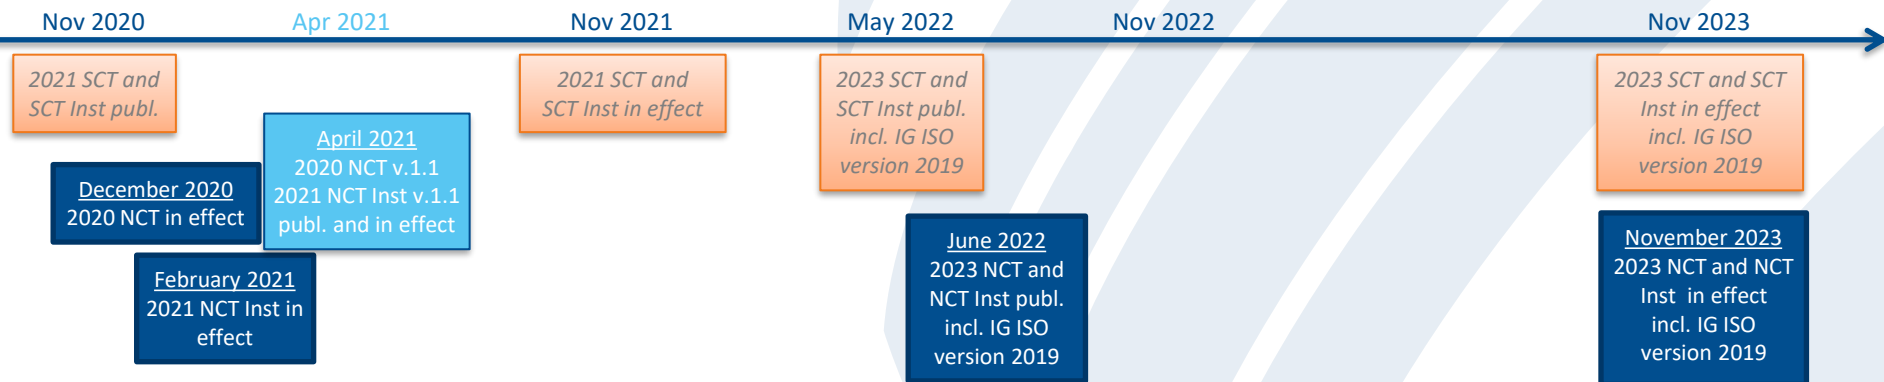 Nov 2020
Apr 2021
Nov 2021
May 2022
Nov 2022
Nov 2023
2021 SCT and
SCT Inst publ.
2021 SCT and
SCT Inst in effect
2023 SCT and
SCT Inst publ.
incl. IG ISO
version 2019
2023 SCT and SCT
Inst in effect
incl. IG ISO
version 2019
December 2020
2020 NCT in effect
April 2021
2020 NCT v.1.1
2021 NCT Inst v.1.1
publ. and in effect
February 2021
2021 NCT Inst in
effect
June 2022
2023 NCT and
NCT Inst publ.
incl. IG ISO
version 2019
November 2023
2023 NCT and NCT
Inst in effect
incl. IG ISO
version 2019